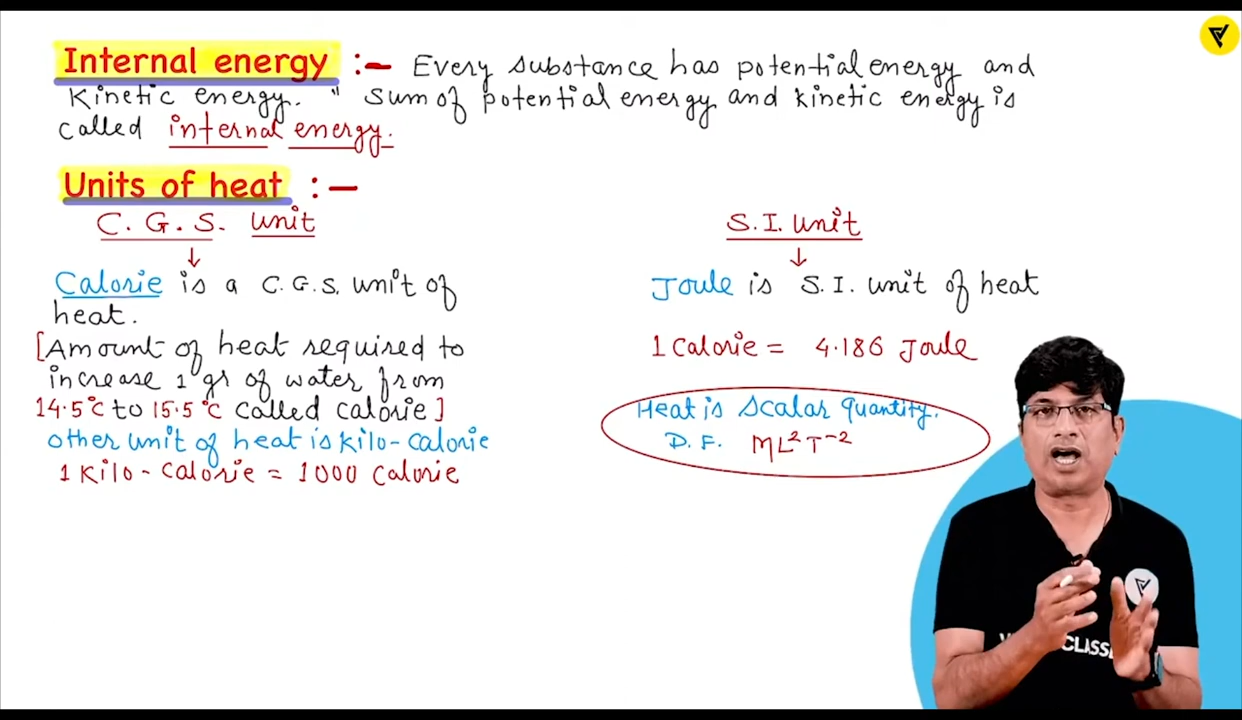 Internal energy :- Every substance has potential energy and
Kinetic energy. " Sum of potential energy and kinetic energy is
called internal energy.
Units of heat :-
C.G.S. unit
↓
Calorie is a C.G.S. unit of
heat.
[Amount of heat required to
increase 1 gr of water from
14.5°C to 15.5°C called calorie]
other unit of heat is Kilo-calorie
1 Kilo-calorie = 1000 calorie
S.I. unit
↓
Joule is S.I. unit of heat
1 Calorie = 4.186 Joule
Heat is Scalar quantity.
D.F. ML²T⁻²
CLASSE